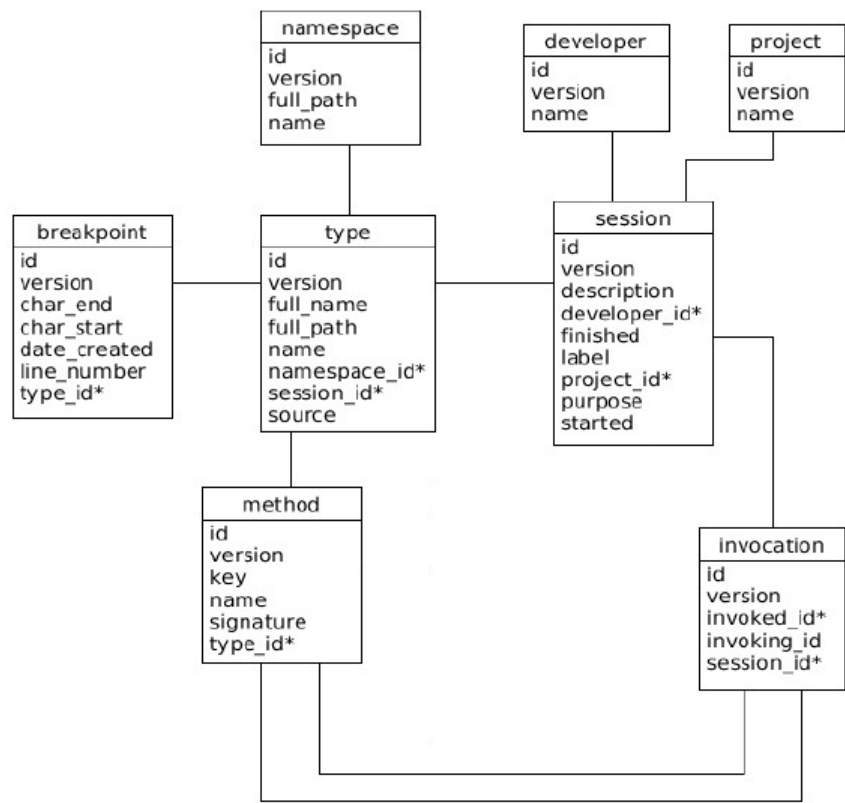 namespace
id
version
full_path
name
developer
id
version
name
project
id
version
name
breakpoint
id
version
char_end
char_start
date_created
line_number
type_id*
type
id
version
full_name
full_path
name
namespace_id*
session_id*
source
session
id
version
description
developer_id*
finished
label
project_id*
purpose
started
method
id
version
key
name
signature
type_id*
invocation
id
version
invoked_id*
invoking_id
session_id*